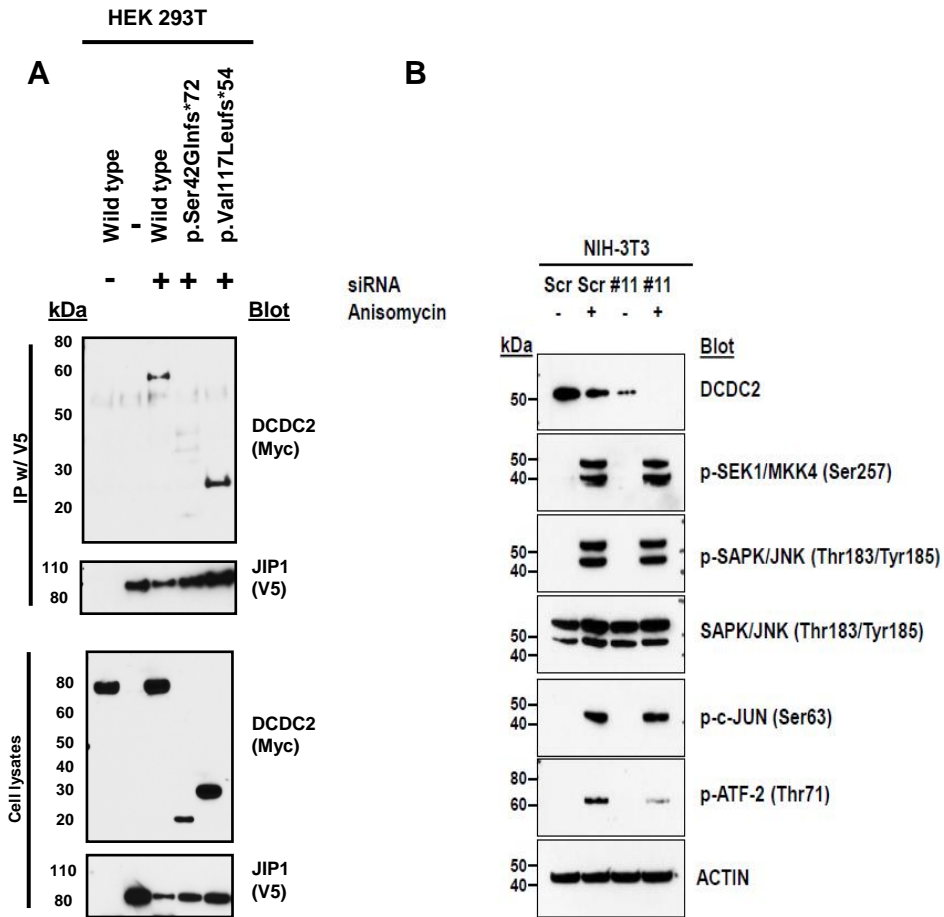 HEK 293T
A
Wild type
-
Wild type
p.Ser42Glnfs*72
p.Val117Leufs*54
- + + +
kDa Blot
IP w/ V5
80
60
50
30
20
DCDC2
(Myc)
110
80
JIP1
(V5)
Cell lysates
80
60
50
40
30
20
DCDC2
(Myc)
110
80
JIP1
(V5)
B
NIH-3T3
siRNA Scr Scr #11 #11
Anisomycin - + - +
kDa Blot
50
DCDC2
50
40
p-SEK1/MKK4 (Ser257)
50
40
p-SAPK/JNK (Thr183/Tyr185)
50
40
SAPK/JNK (Thr183/Tyr185)
50
40
p-c-JUN (Ser63)
80
60
p-ATF-2 (Thr71)
50
40
ACTIN